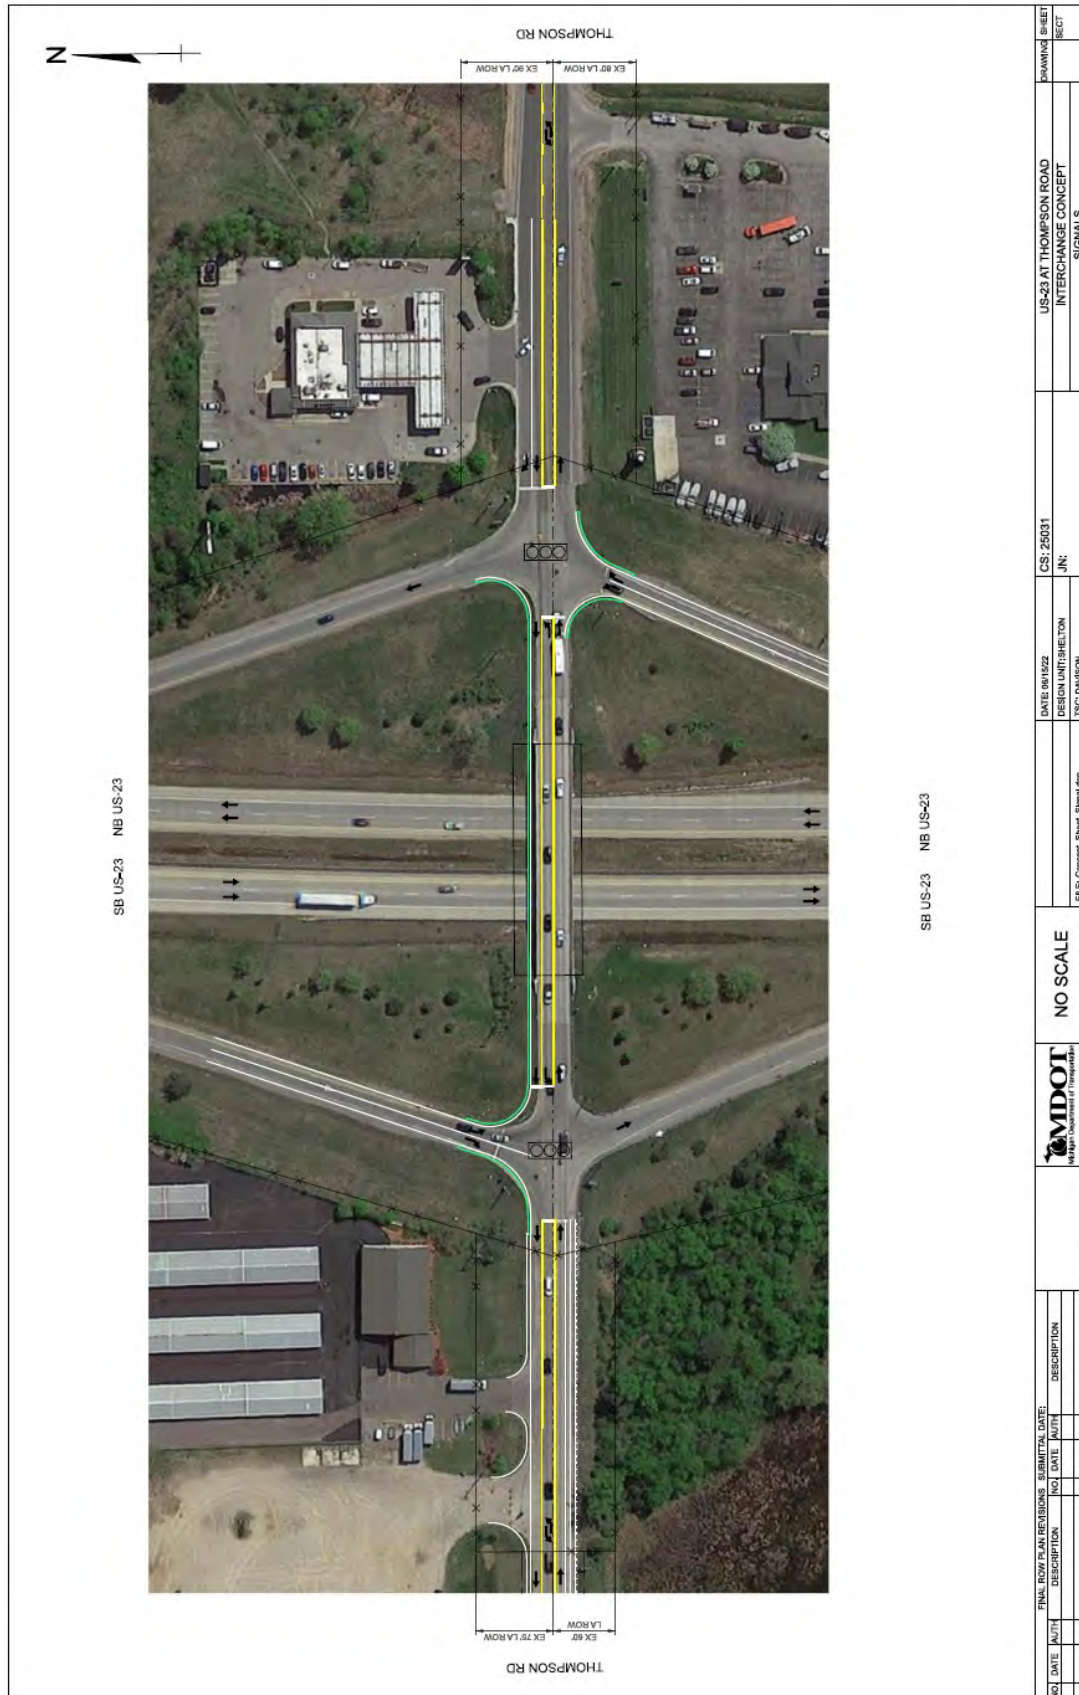 N
THOMPSON RD
EX 90' LA ROW
EX 80' LA ROW
SB US-23
NB US-23
SB US-23
NB US-23
EX 75' LA ROW
EX 60'
LA ROW
THOMPSON RD
FINAL ROW PLAN REVISIONS
SUBMITTAL DATE:
NO.
DATE
AUTH
DESCRIPTION
NO.
DATE
AUTH
DESCRIPTION
MDOT
Michigan Department of Transportation
NO SCALE
DATE: 06/15/22
DESIGN UNIT:SHELTON
TSC: DAVISON
CS: 25031
JN:
US-23 AT THOMPSON ROAD
INTERCHANGE CONCEPT
SIGNALS
DRAWING
SHEET
SECT